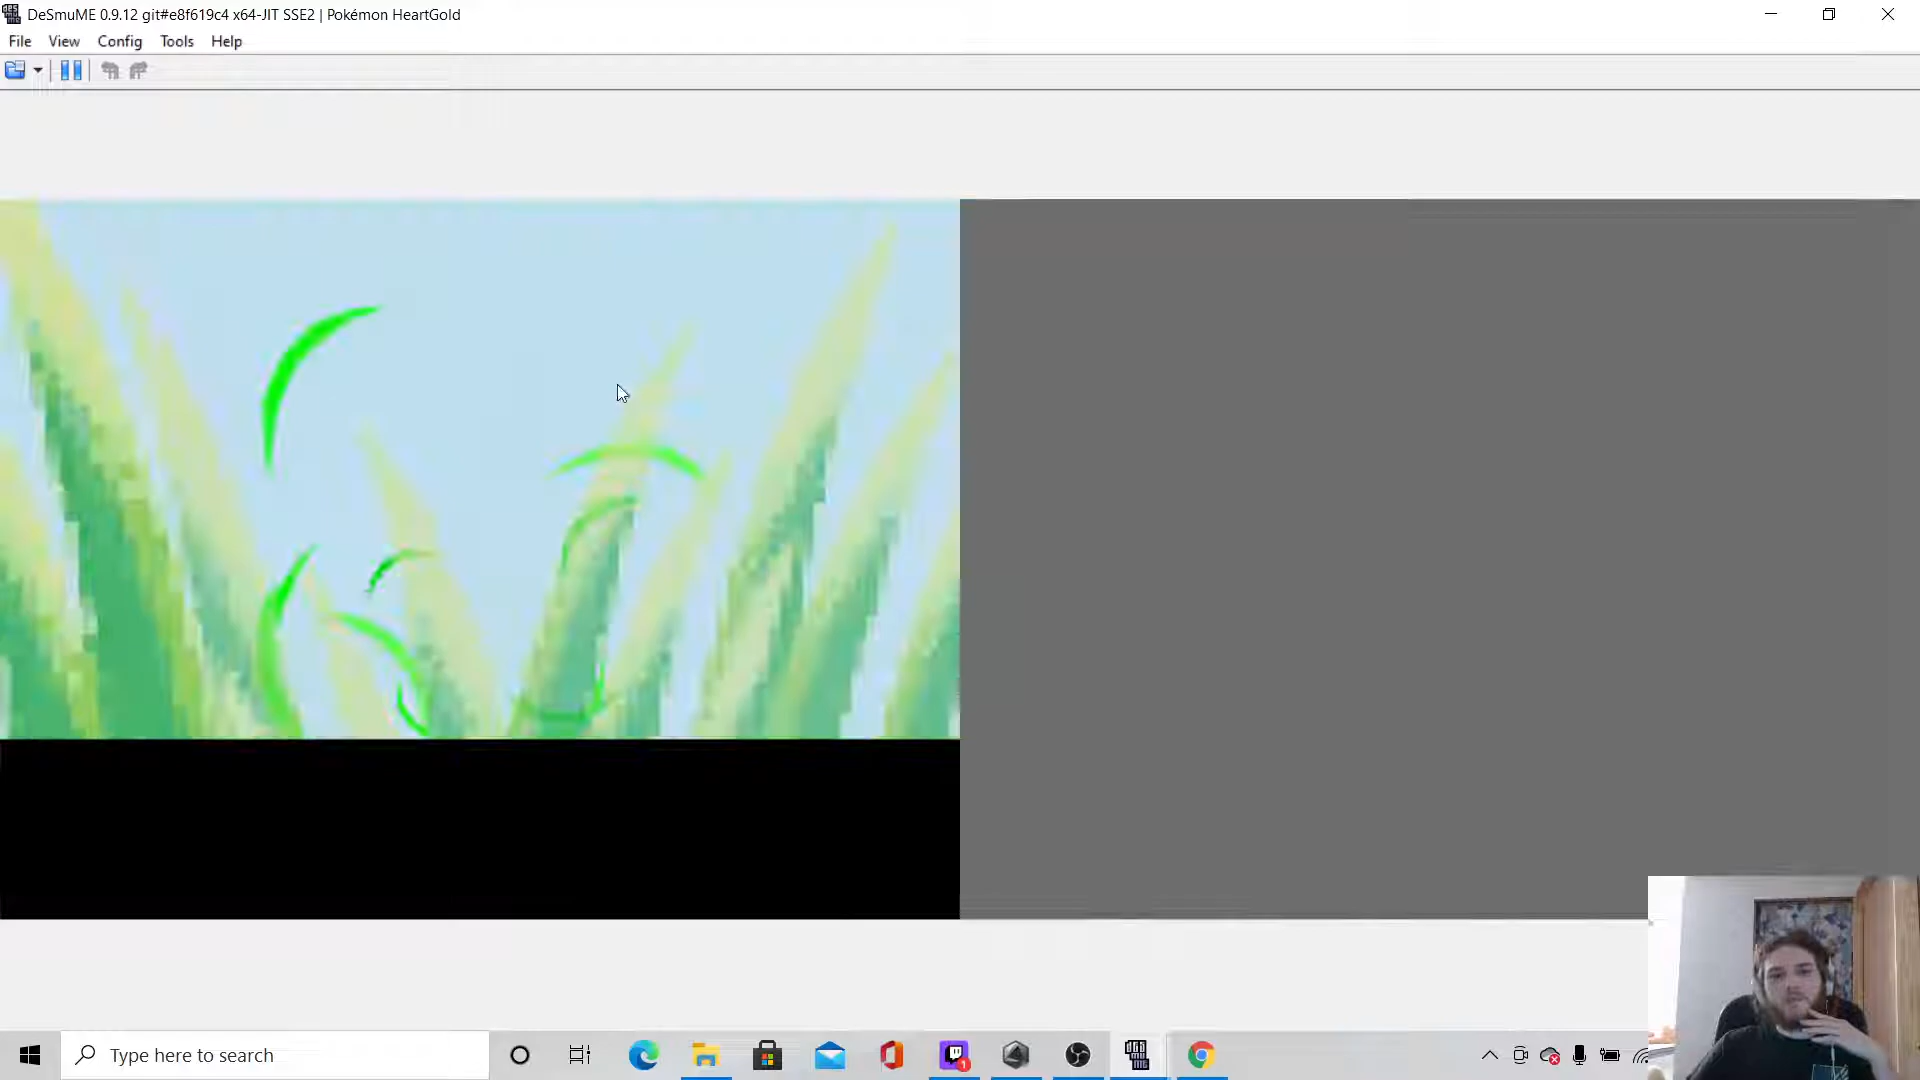 DeSmuME 0.9.12 git#e8f619c4 x64-JIT SSE2 | Pokémon HeartGold
File View Config Tools Help
Type here to search
1